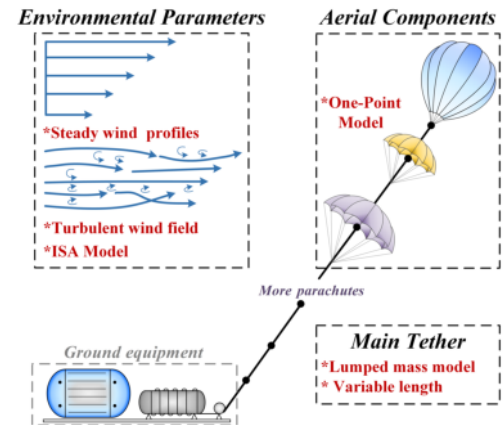 Environmental Parameters
*Steady wind profiles
*Turbulent wind field
*ISA Model
Aerial Components
*One-Point
Model
More parachutes
Ground equipment
Main Tether
*Lumped mass model
* Variable length